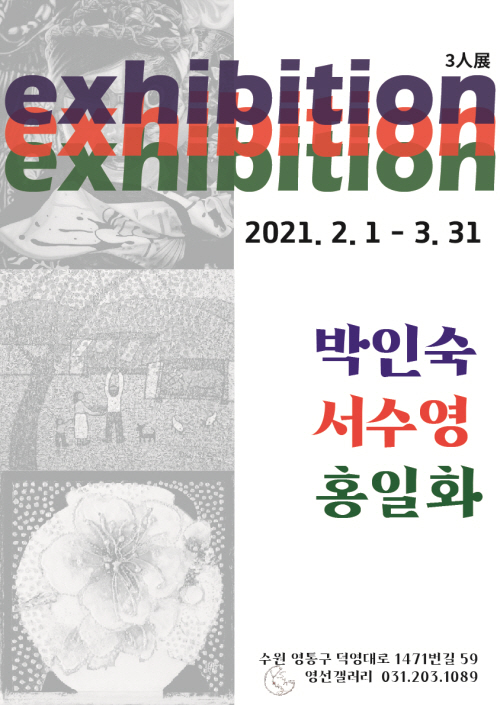 3人展
exhibition
exhibition
exhibition
2021. 2. 1 - 3. 31
박인숙
서수영
홍일화
수원 영통구 덕영대로 1471번길 59
영선갤러리 031.203.1089